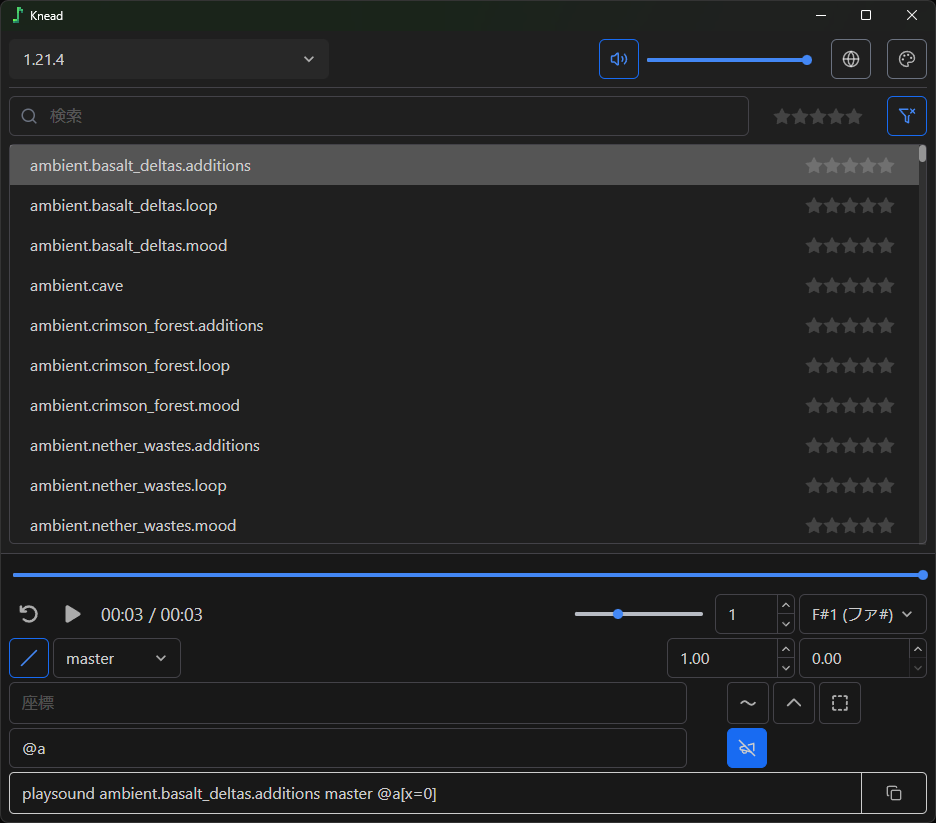 Knead
1.21.4
検索
ambient.basalt_deltas.additions
ambient.basalt_deltas.loop
ambient.basalt_deltas.mood
ambient.cave
ambient.crimson_forest.additions
ambient.crimson_forest.loop
ambient.crimson_forest.mood
ambient.nether_wastes.additions
ambient.nether_wastes.loop
ambient.nether_wastes.mood
00:03 / 00:03 1 F#1 (ファ#)
master 1.00 0.00
座標
@a
playsound ambient.basalt_deltas.additions master @a[x=0]